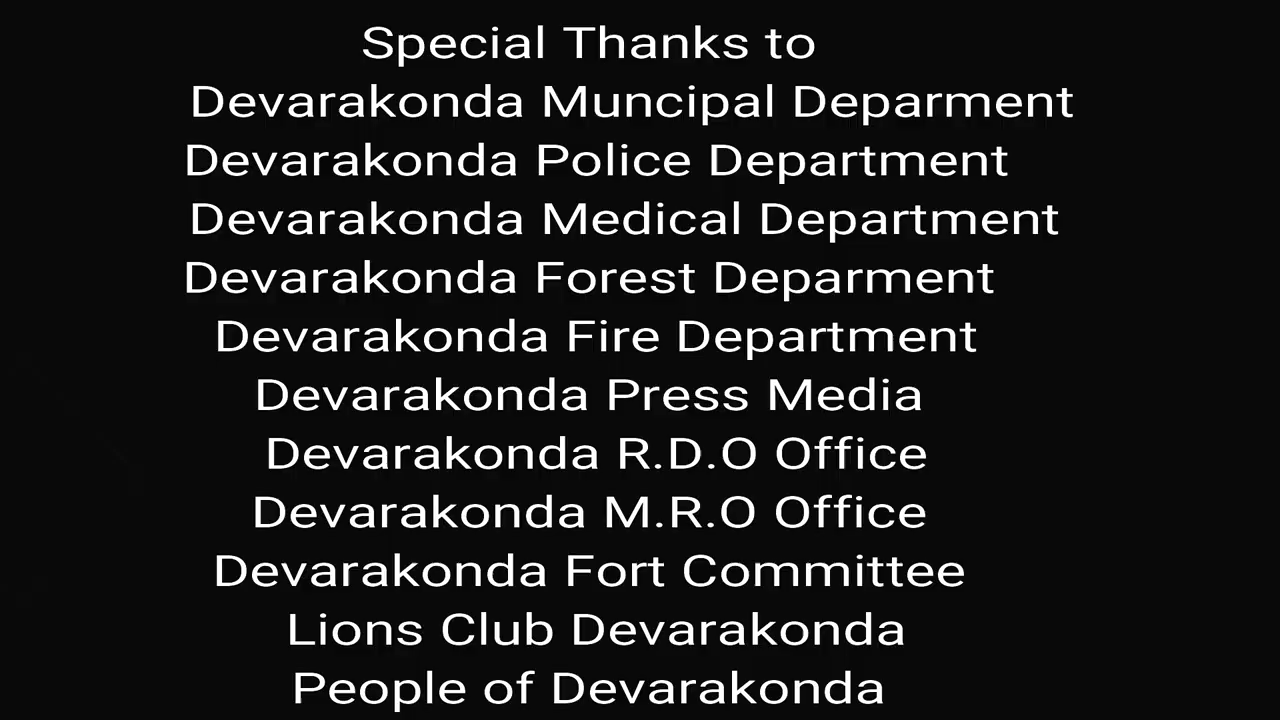 Special Thanks to
Devarakonda Muncipal Deparment
Devarakonda Police Department
Devarakonda Medical Department
Devarakonda Forest Deparment
Devarakonda Fire Department
Devarakonda Press Media
Devarakonda R.D.O Office
Devarakonda M.R.O Office
Devarakonda Fort Committee
Lions Club Devarakonda
People of Devarakonda